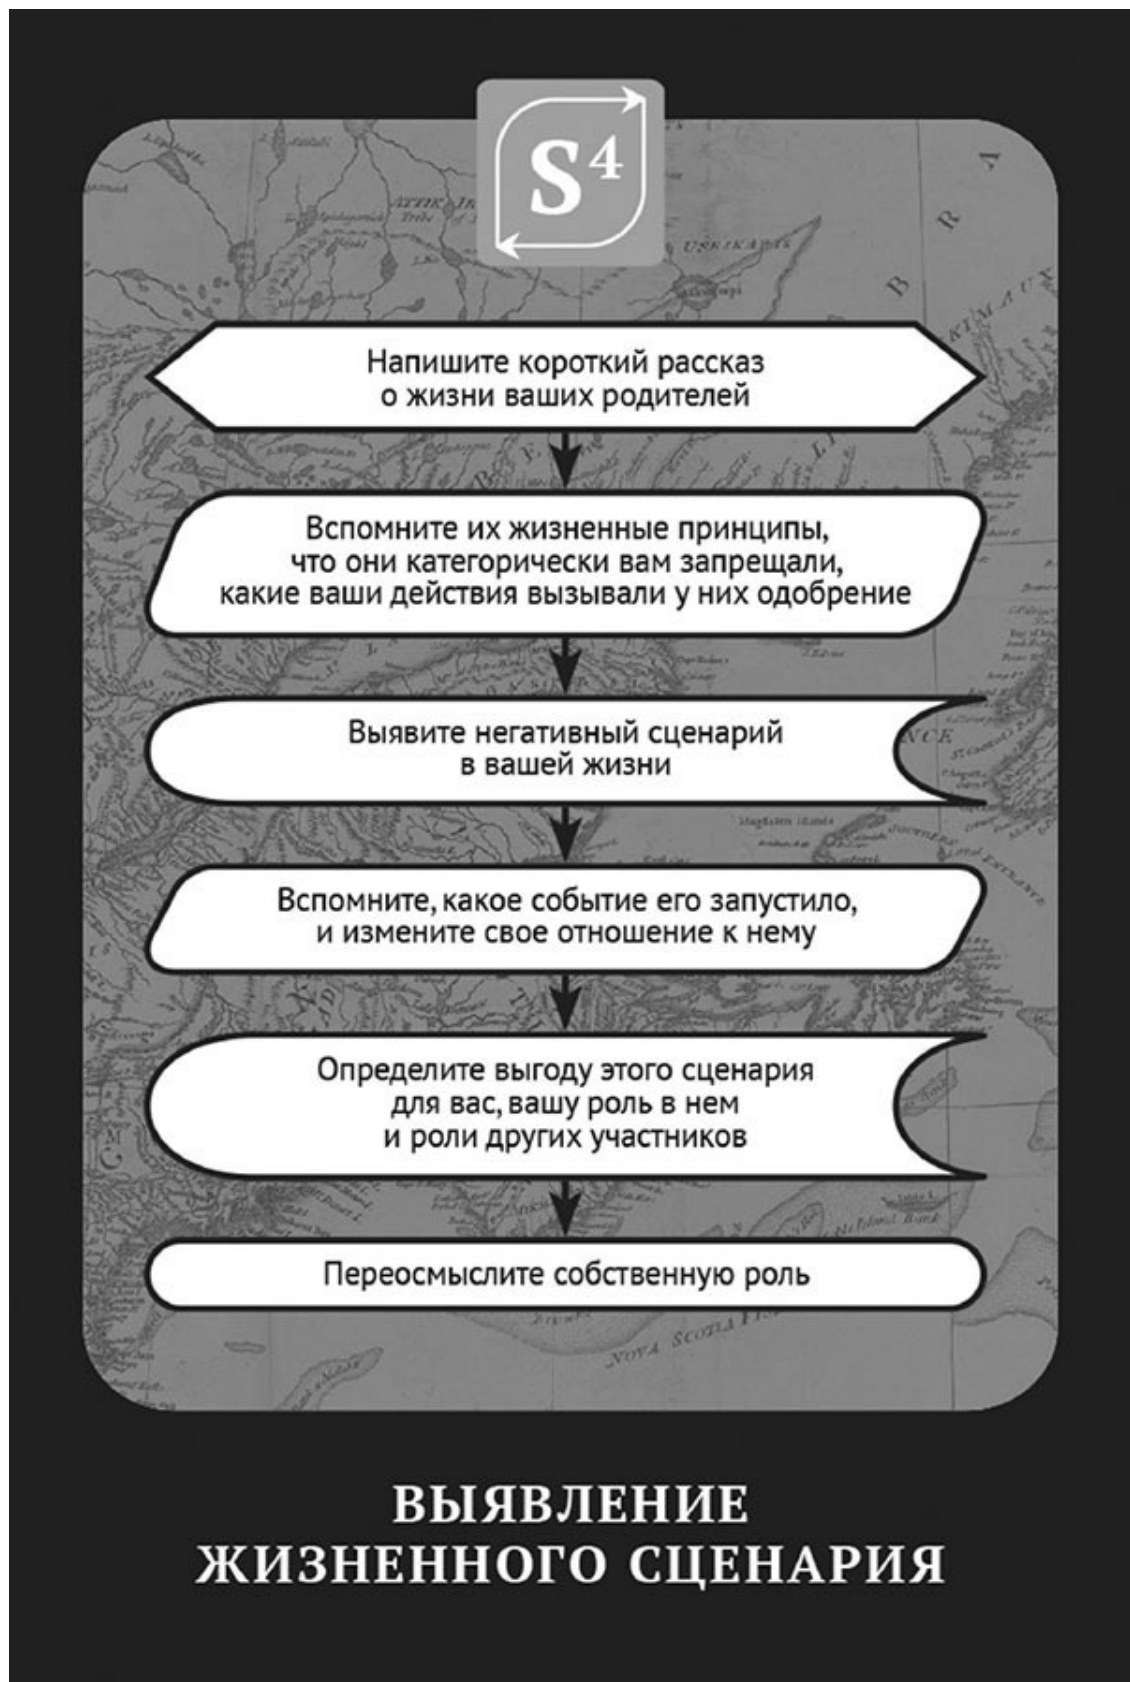 S⁴
Напишите короткий рассказ
о жизни ваших родителей
Вспомните их жизненные принципы,
что они категорически вам запрещали,
какие ваши действия вызывали у них одобрение
Выявите негативный сценарий
в вашей жизни
Вспомните, какое событие его запустило,
и измените свое отношение к нему
Определите выгоду этого сценария
для вас, вашу роль в нем
и роли других участников
Переосмыслите собственную роль
NOVA SCOTIA
ВЫЯВЛЕНИЕ
ЖИЗНЕННОГО СЦЕНАРИЯ